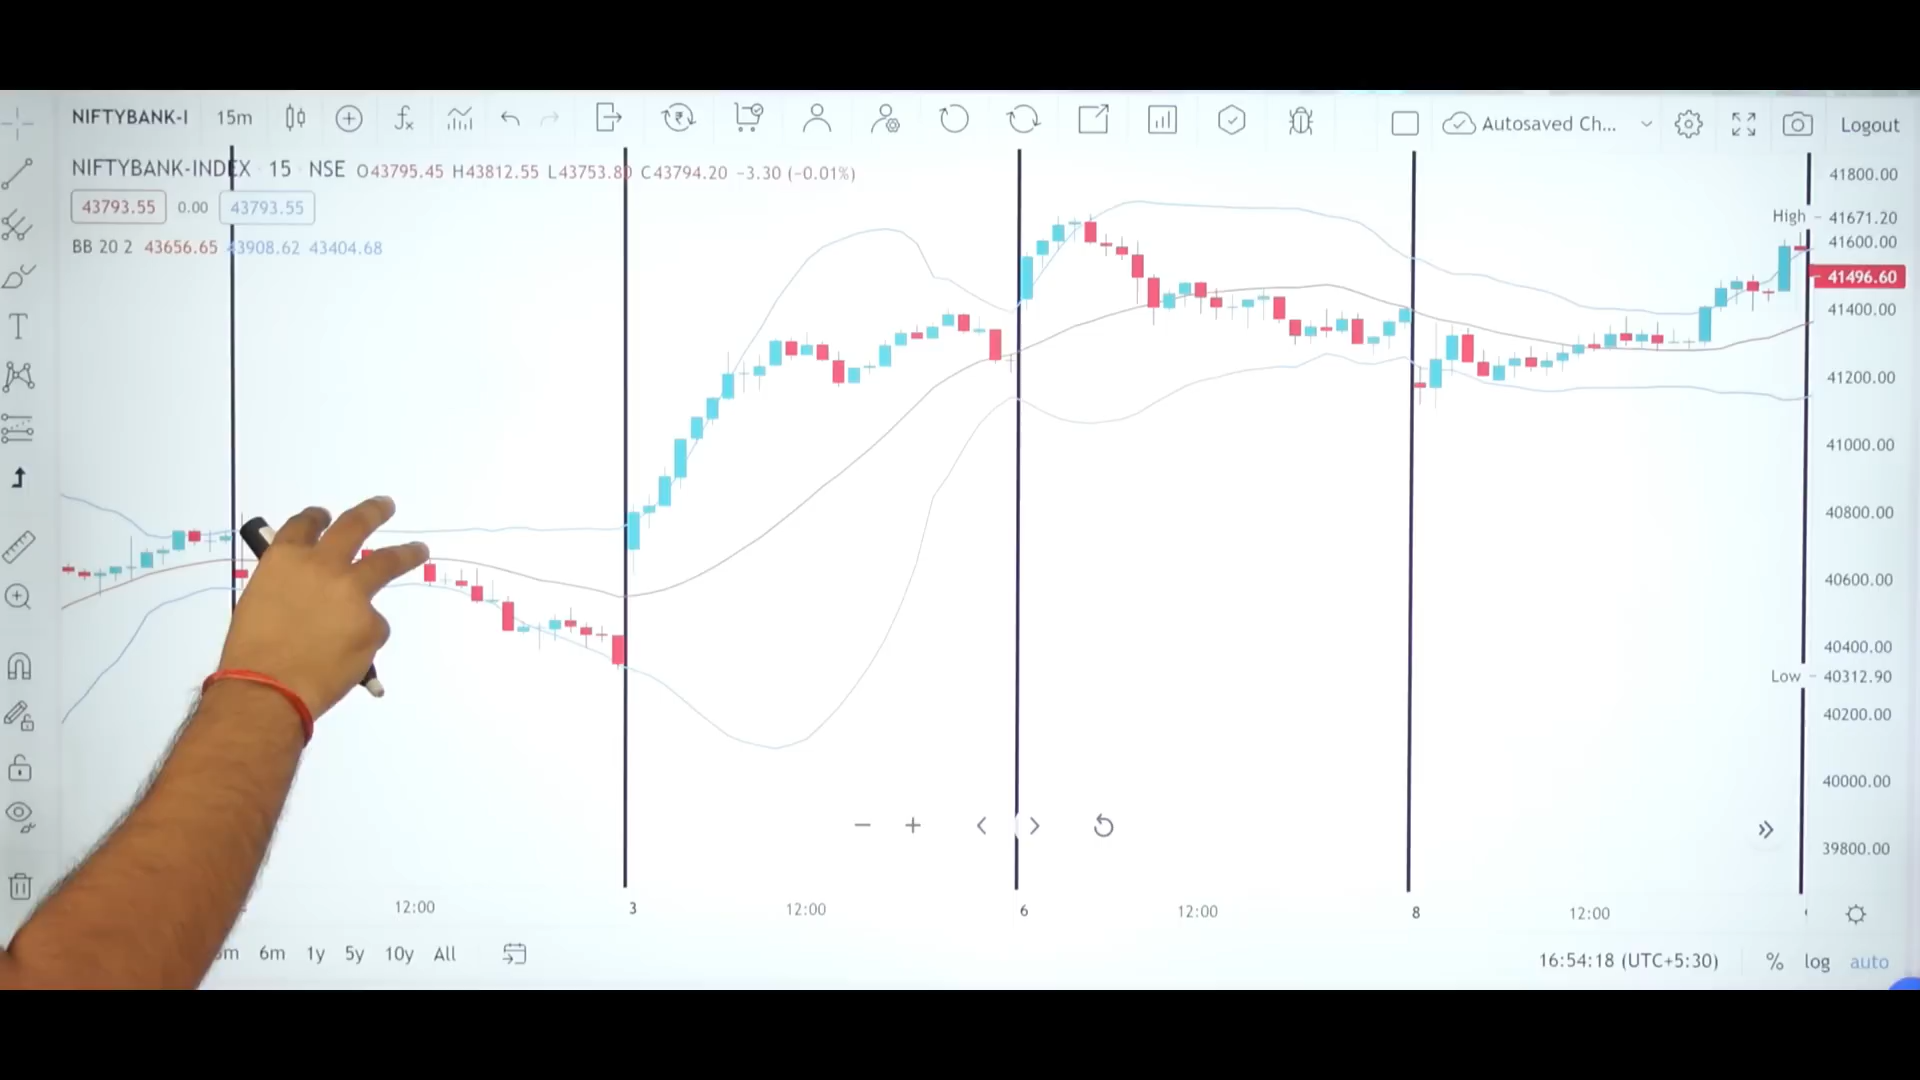 NIFTYBANK-I 15m Autosaved Ch... Logout
NIFTYBANK-INDEX · 15 NSE O43795.45 H43812.55 L43753.80 C43794.20 −3.30 (−0.01%)
43793.55 0.00 43793.55
BB 20 2 43656.65 43908.62 43404.68
41800.00
High 41671.20
41600.00
41496.60
41400.00
41200.00
41000.00
40800.00
40600.00
40400.00
Low 40312.90
40200.00
40000.00
39800.00
12:00 3 12:00 6 12:00 8 12:00
6m 1y 5y 10y All
16:54:18 (UTC+5:30) % log auto